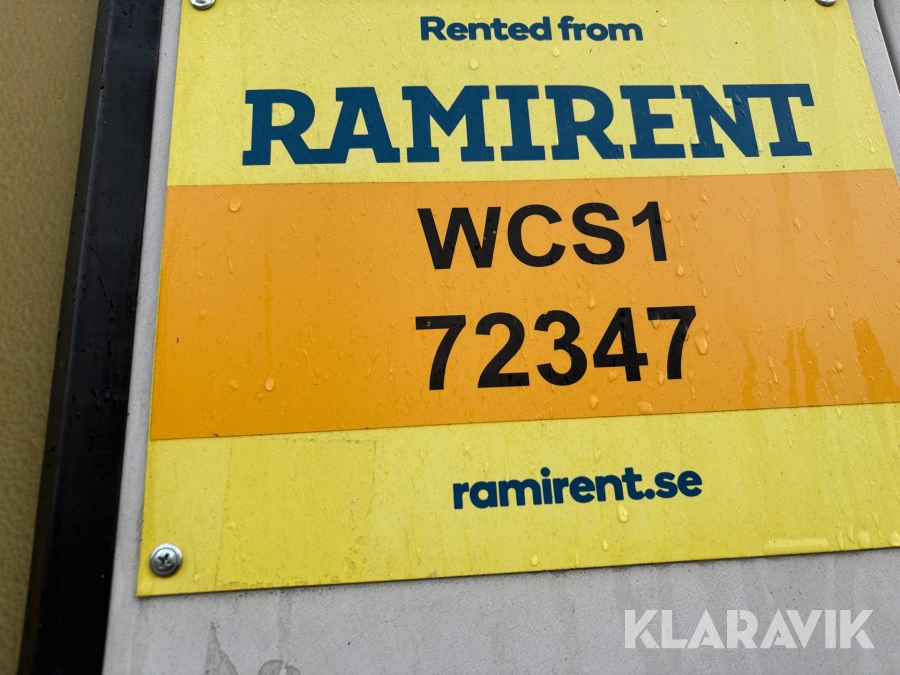 Rented from
RAMIRENT
WCS1
72347
ramirent.se
KLARAVIK